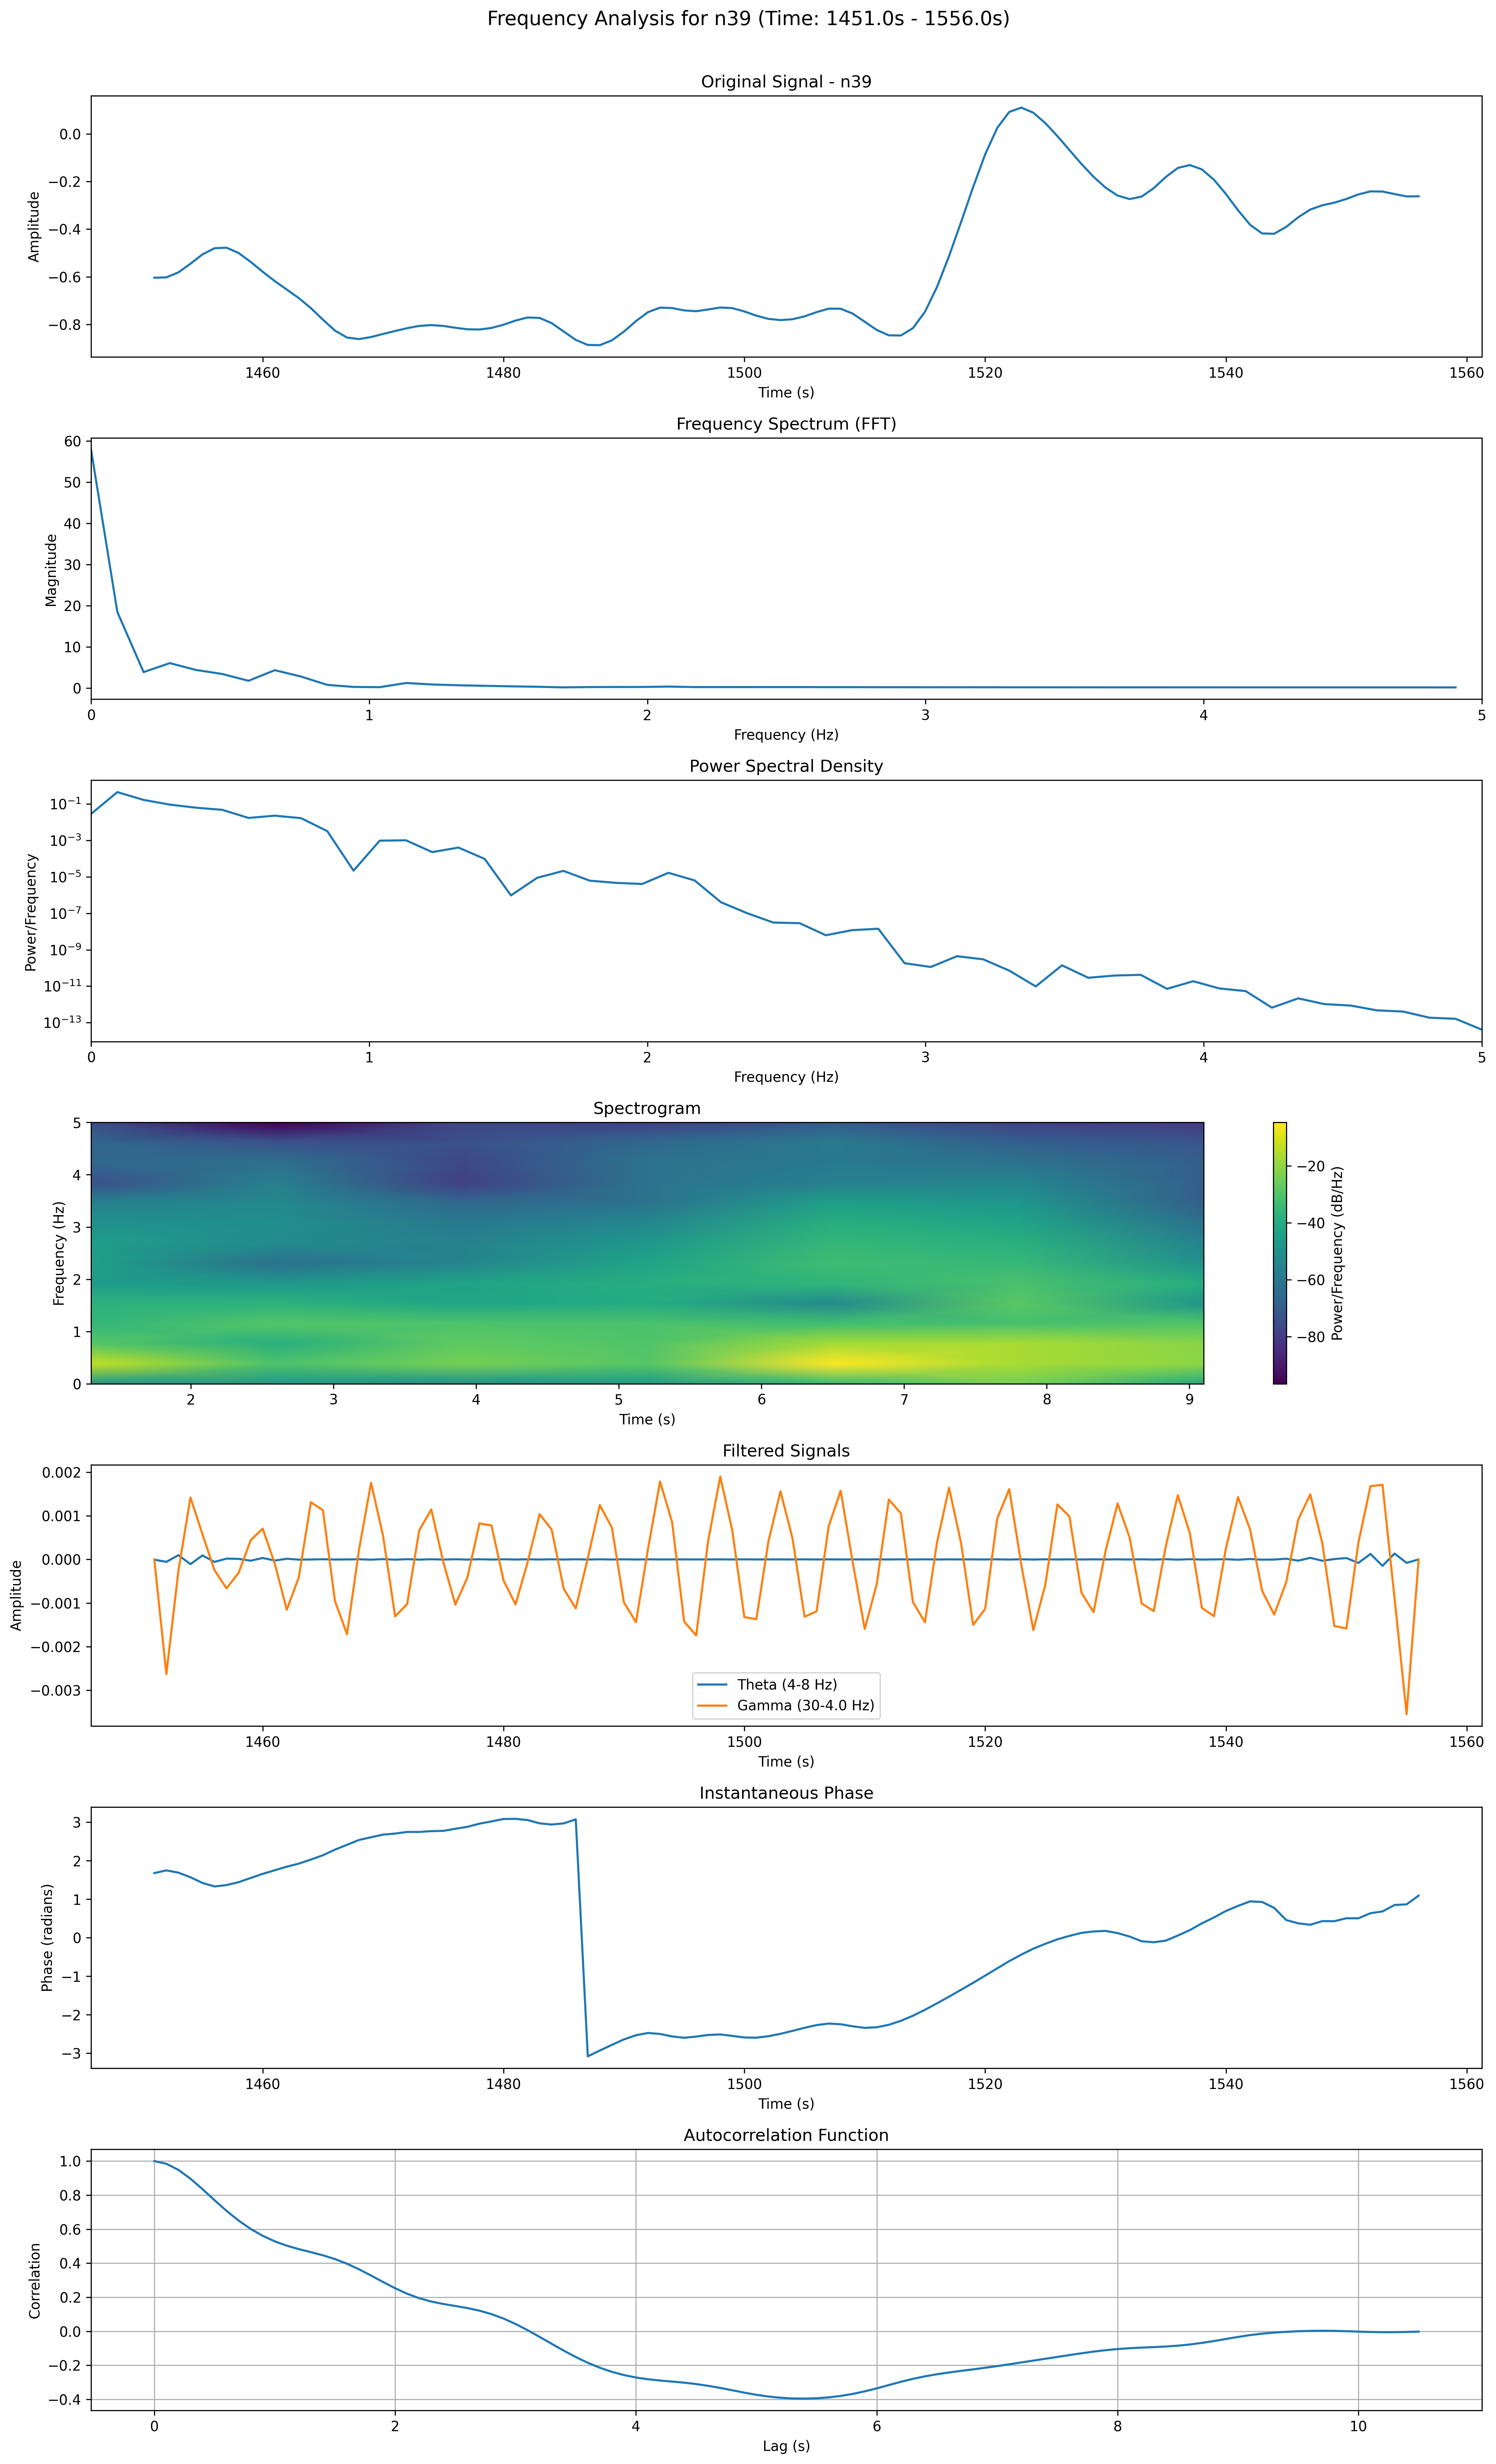 Frequency Analysis for n39 (Time: 1451.0s - 1556.0s)
Original Signal - n39
Amplitude
0.0
−0.2
−0.4
−0.6
−0.8
1460 1480 1500 1520 1540 1560
Time (s)
Frequency Spectrum (FFT)
Magnitude
60
50
40
30
20
10
0
0 1 2 3 4 5
Frequency (Hz)
Power Spectral Density
Power/Frequency
10⁻¹
10⁻³
10⁻⁵
10⁻⁷
10⁻⁹
10⁻¹¹
10⁻¹³
0 1 2 3 4 5
Frequency (Hz)
Spectrogram
Frequency (Hz)
5
4
3
2
1
0
2 3 4 5 6 7 8 9
Time (s)
−20
−40
−60
−80
Power/Frequency (dB/Hz)
Filtered Signals
Amplitude
0.002
0.001
0.000
−0.001
−0.002
−0.003
Theta (4-8 Hz)
Gamma (30-4.0 Hz)
1460 1480 1500 1520 1540 1560
Time (s)
Instantaneous Phase
Phase (radians)
3
2
1
0
−1
−2
−3
1460 1480 1500 1520 1540 1560
Time (s)
Autocorrelation Function
Correlation
1.0
0.8
0.6
0.4
0.2
0.0
−0.2
−0.4
0 2 4 6 8 10
Lag (s)